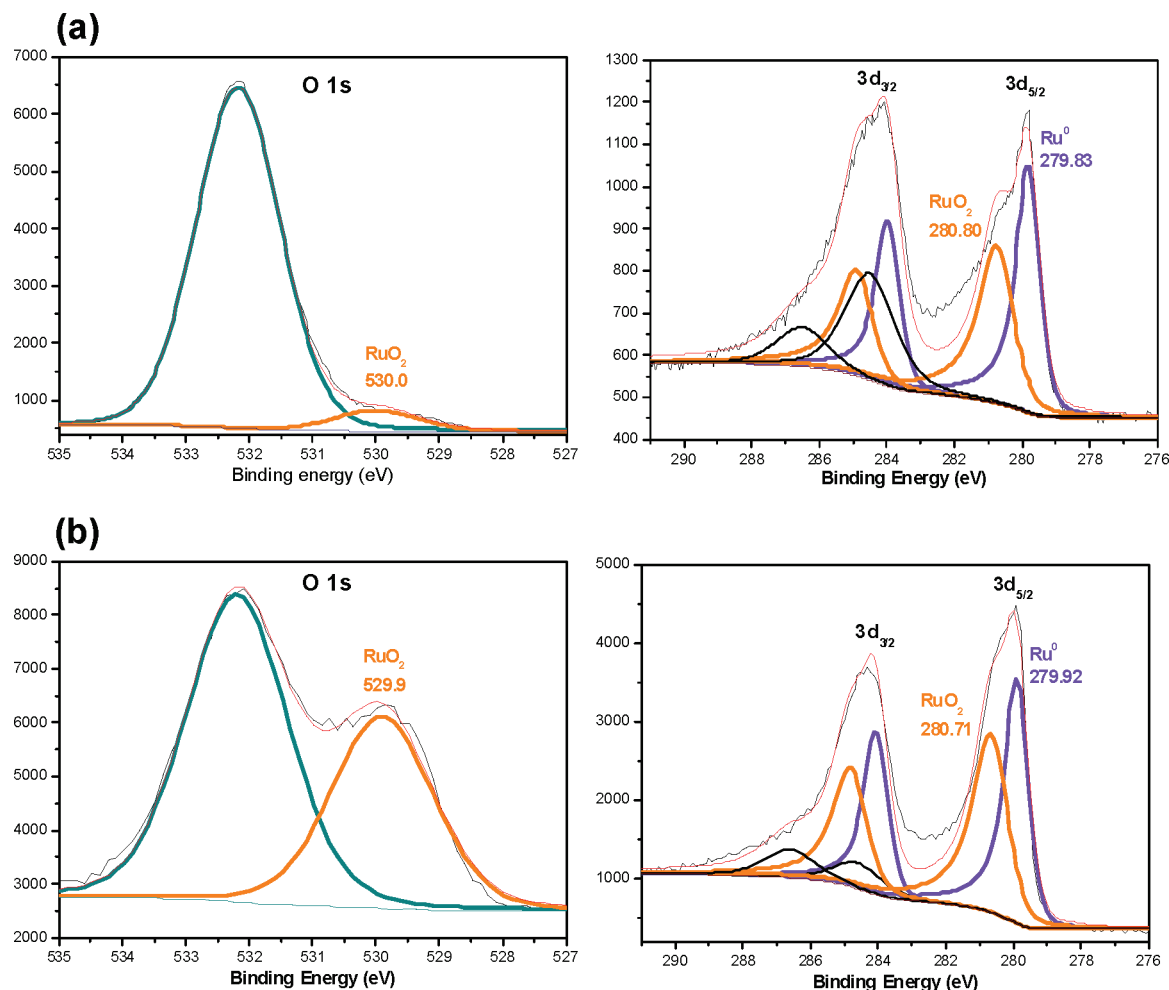 (a)
O 1s
RuO2
530.0
7000
6000
5000
4000
3000
2000
1000
535 534 533 532 531 530 529 528 527
Binding energy (eV)
3d3/2
3d5/2
Ru0
279.83
RuO2
280.80
1300
1200
1100
1000
900
800
700
600
500
400
290 288 286 284 282 280 278 276
Binding Energy (eV)
(b)
O 1s
RuO2
529.9
9000
8000
7000
6000
5000
4000
3000
2000
535 534 533 532 531 530 529 528 527
Binding Energy (eV)
3d5/2
3d3/2
Ru0
279.92
RuO2
280.71
5000
4000
3000
2000
1000
290 288 286 284 282 280 278 276
Binding Energy (eV)